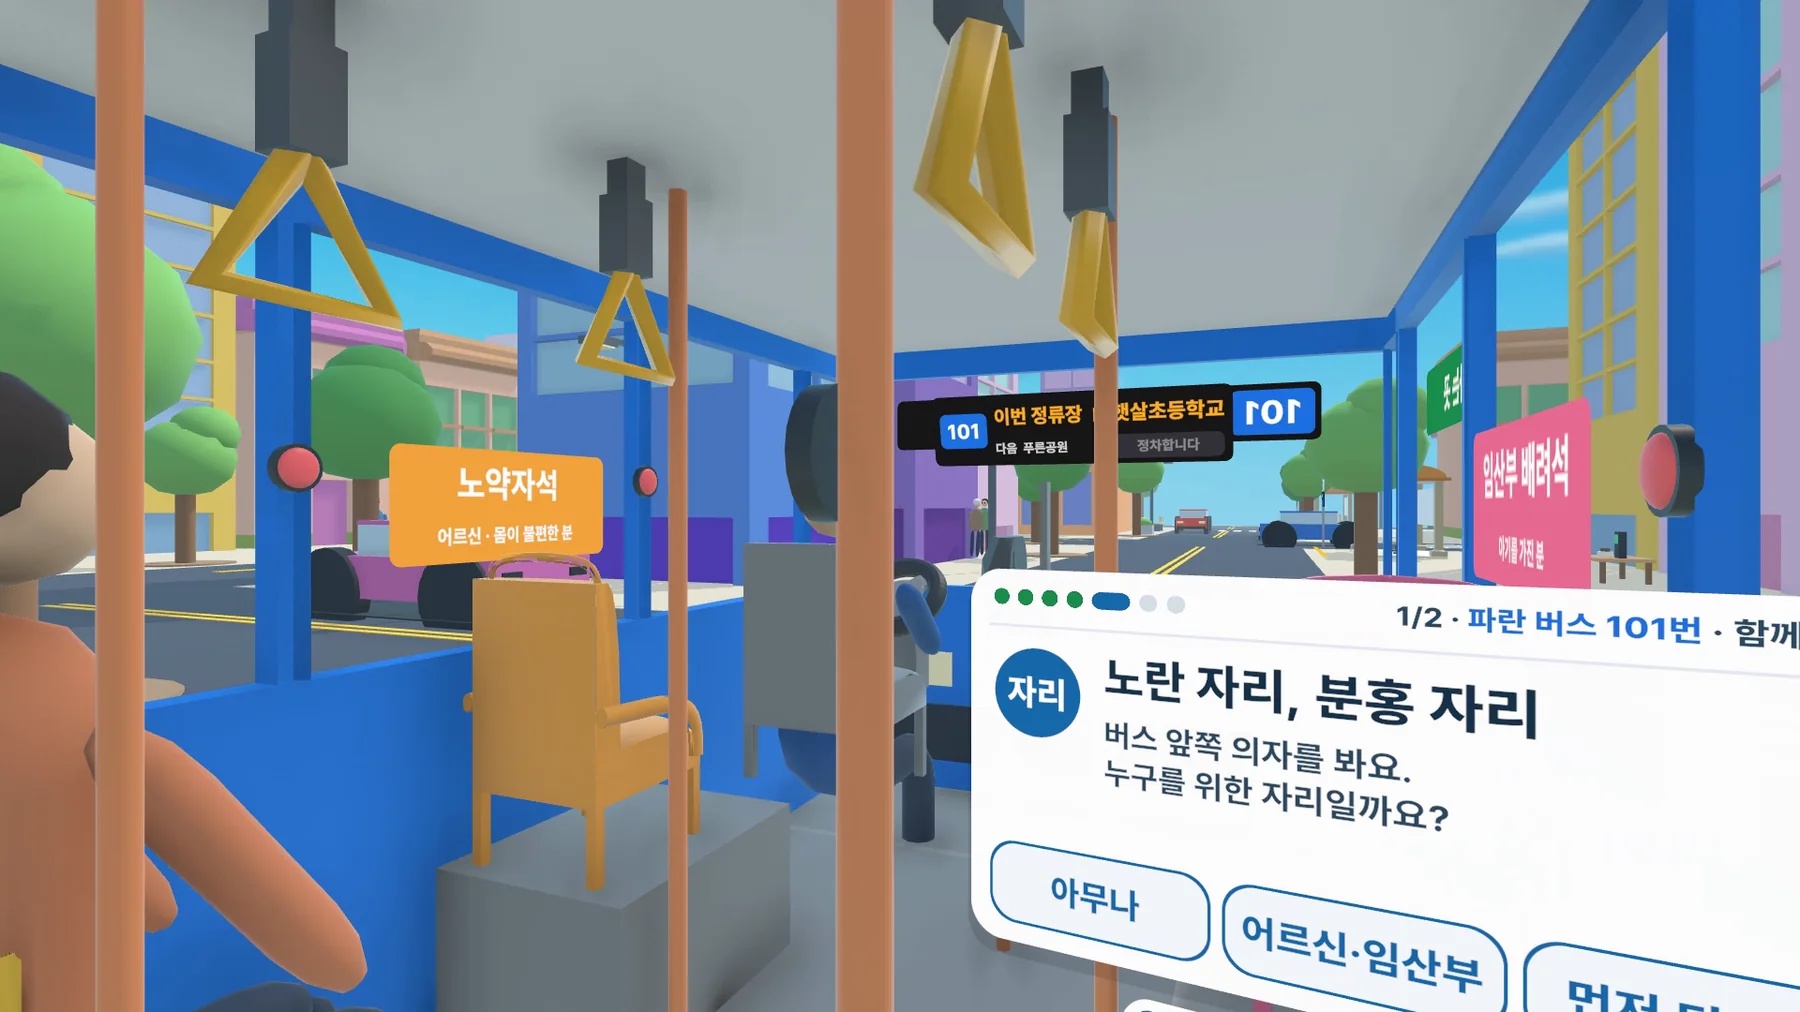 101
이번 정류장
햇살초등학교
101
다음 푸른공원
정차합니다
노약자석
어르신·몸이 불편한 분
임산부 배려석
아기를 가진 분
1/2 · 파란 버스 101번 · 함께
자리
노란 자리, 분홍 자리
버스 앞쪽 의자를 봐요.
누구를 위한 자리일까요?
아무나
어르신·임산부
먼저